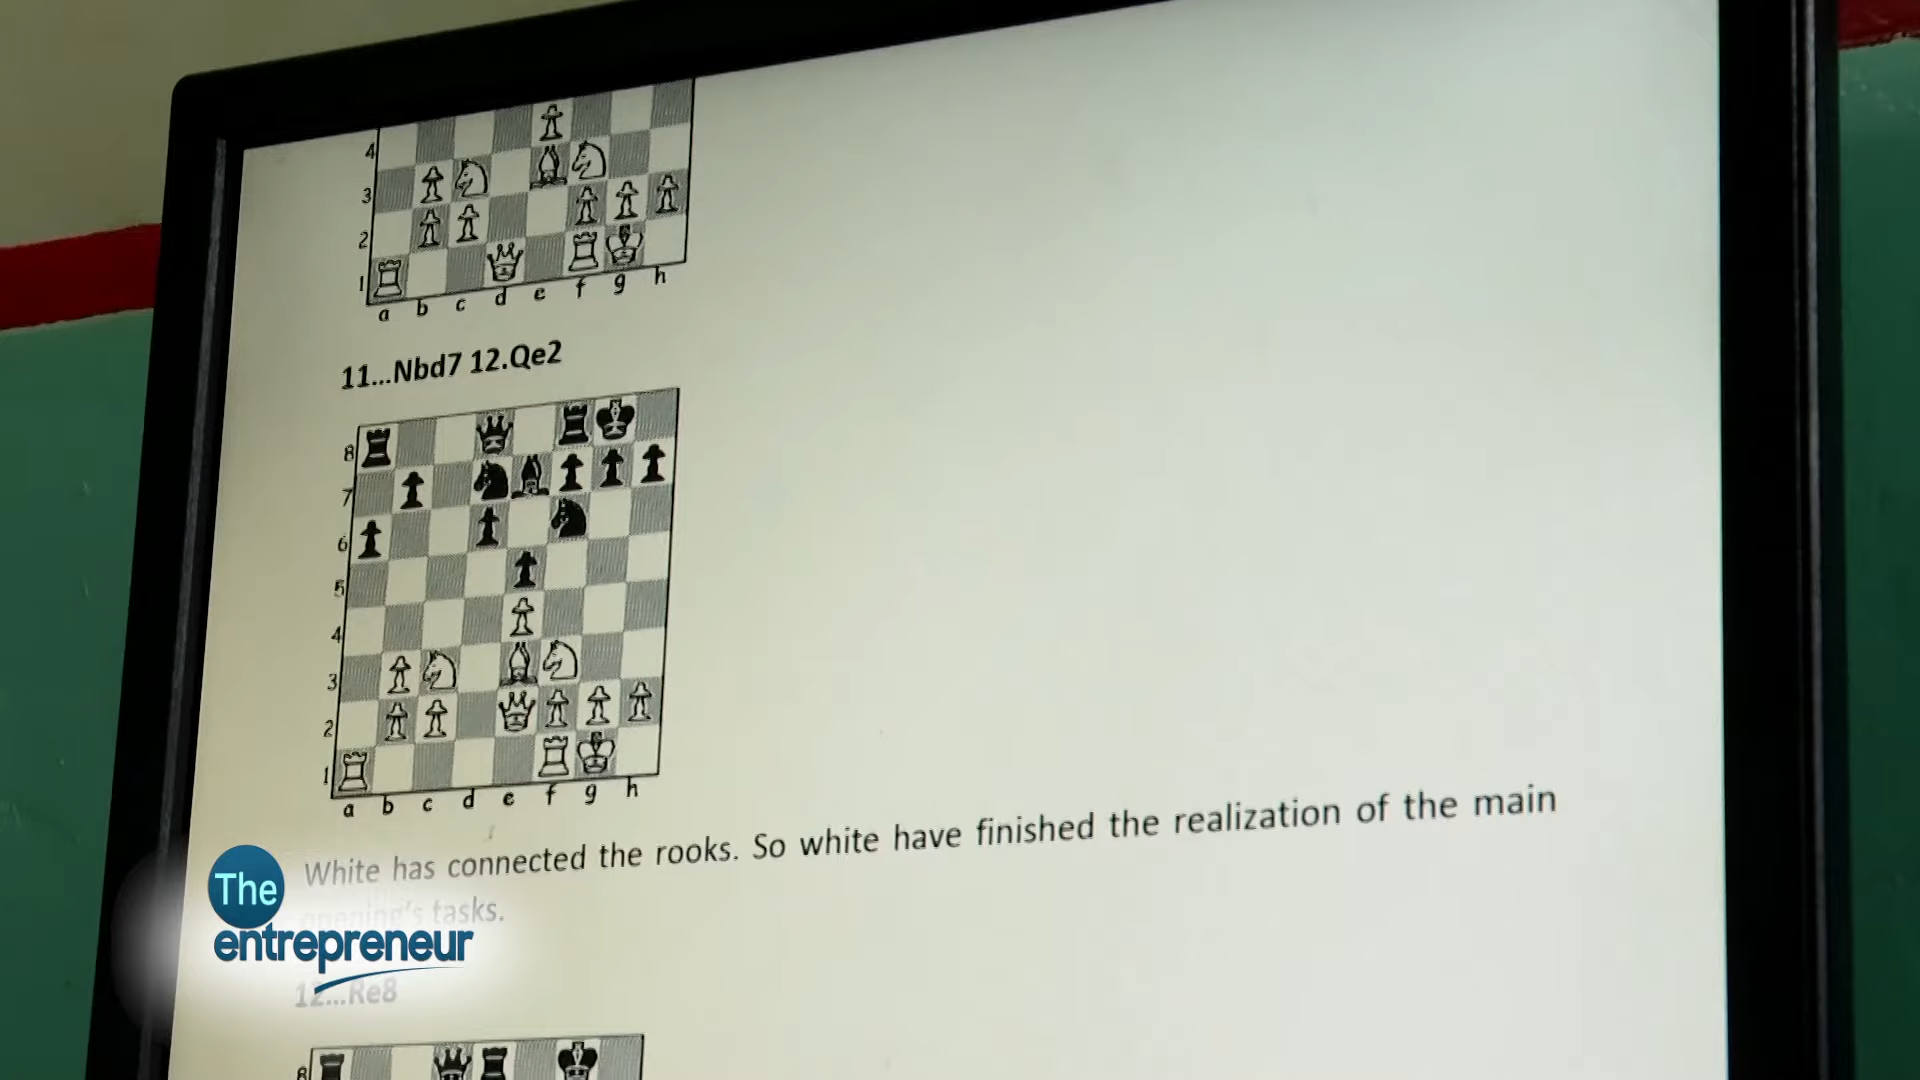 4
3
2
1
a b c d e f g h
11...Nbd7 12.Qe2
8
7
6
5
4
3
2
1
a b c d e f g h
White has connected the rooks. So white have finished the realization of the main
opening's tasks.
The
entrepreneur
12...Re8
8